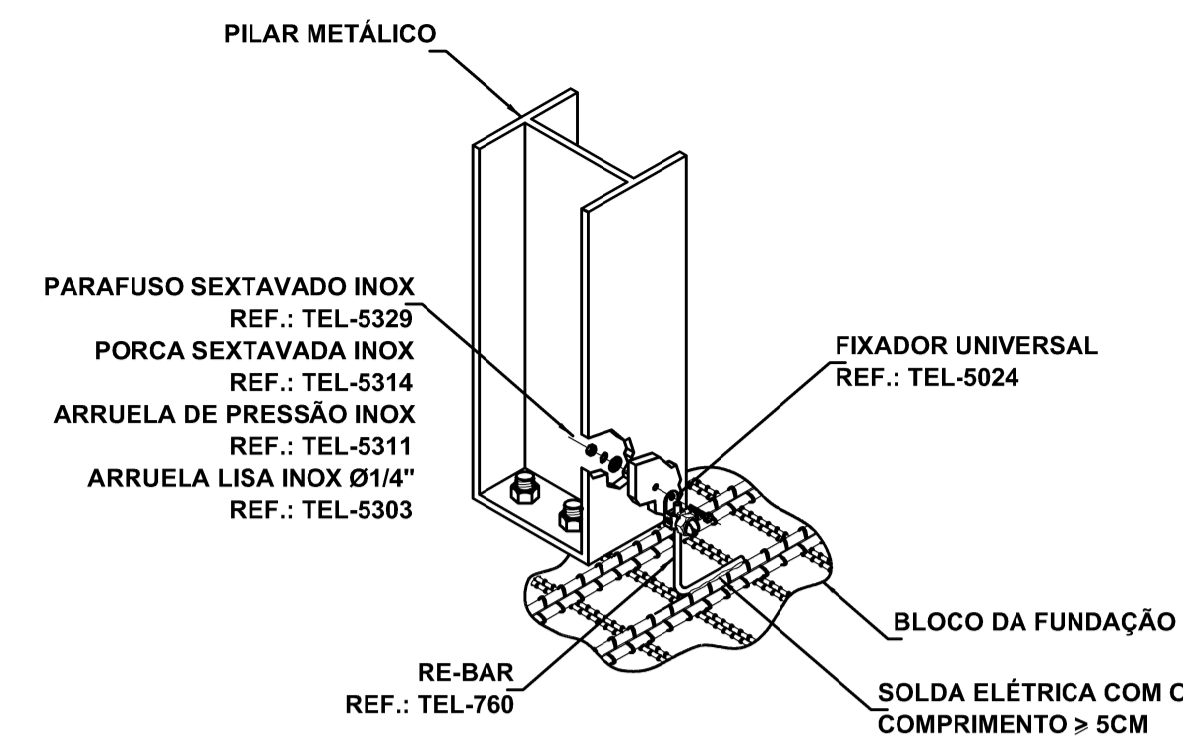 PILAR METÁLICO
PARAFUSO SEXTAVADO INOX
REF.: TEL-5329
PORCA SEXTAVADA INOX
REF.: TEL-5314
ARRUELA DE PRESSÃO INOX
REF.: TEL-5311
ARRUELA LISA INOX Ø1/4"
REF.: TEL-5303
FIXADOR UNIVERSAL
REF.: TEL-5024
BLOCO DA FUNDAÇÃO
RE-BAR
REF.: TEL-760
SOLDA ELÉTRICA COM
COMPRIMENTO ⩾ 5CM